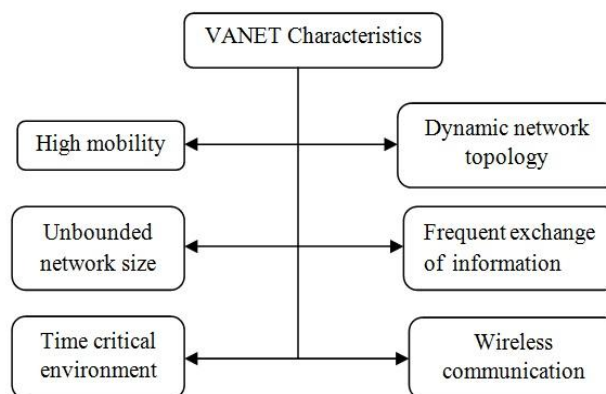 VANET Characteristics
High mobility
Dynamic network
topology
Unbounded
network size
Frequent exchange
of information
Time critical
environment
Wireless
communication